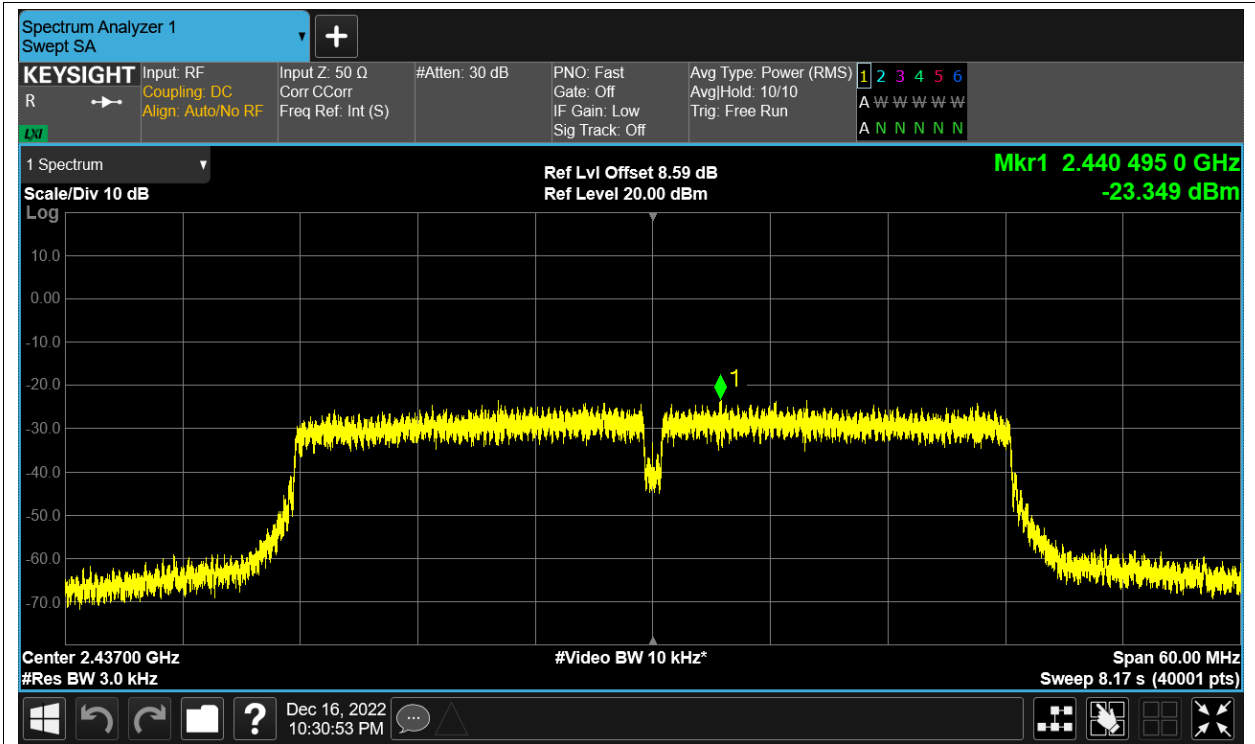 Spectrum Analyzer 1
Swept SA
KEYSIGHT
R
LXI
Input: RF
Coupling: DC
Align: Auto/No RF
Input Z: 50 Ω
Corr CCorr
Freq Ref: Int (S)
#Atten: 30 dB
PNO: Fast
Gate: Off
IF Gain: Low
Sig Track: Off
Avg Type: Power (RMS)
Avg|Hold: 10/10
Trig: Free Run
1 2 3 4 5 6
A W W W W W
A N N N N N
1 Spectrum
Scale/Div 10 dB
Log
Ref Lvl Offset 8.59 dB
Ref Level 20.00 dBm
Mkr1 2.440 495 0 GHz
-23.349 dBm
10.0
0.00
-10.0
-20.0
-30.0
-40.0
-50.0
-60.0
-70.0
1
Center 2.43700 GHz
#Res BW 3.0 kHz
#Video BW 10 kHz*
Span 60.00 MHz
Sweep 8.17 s (40001 pts)
?
Dec 16, 2022
10:30:53 PM